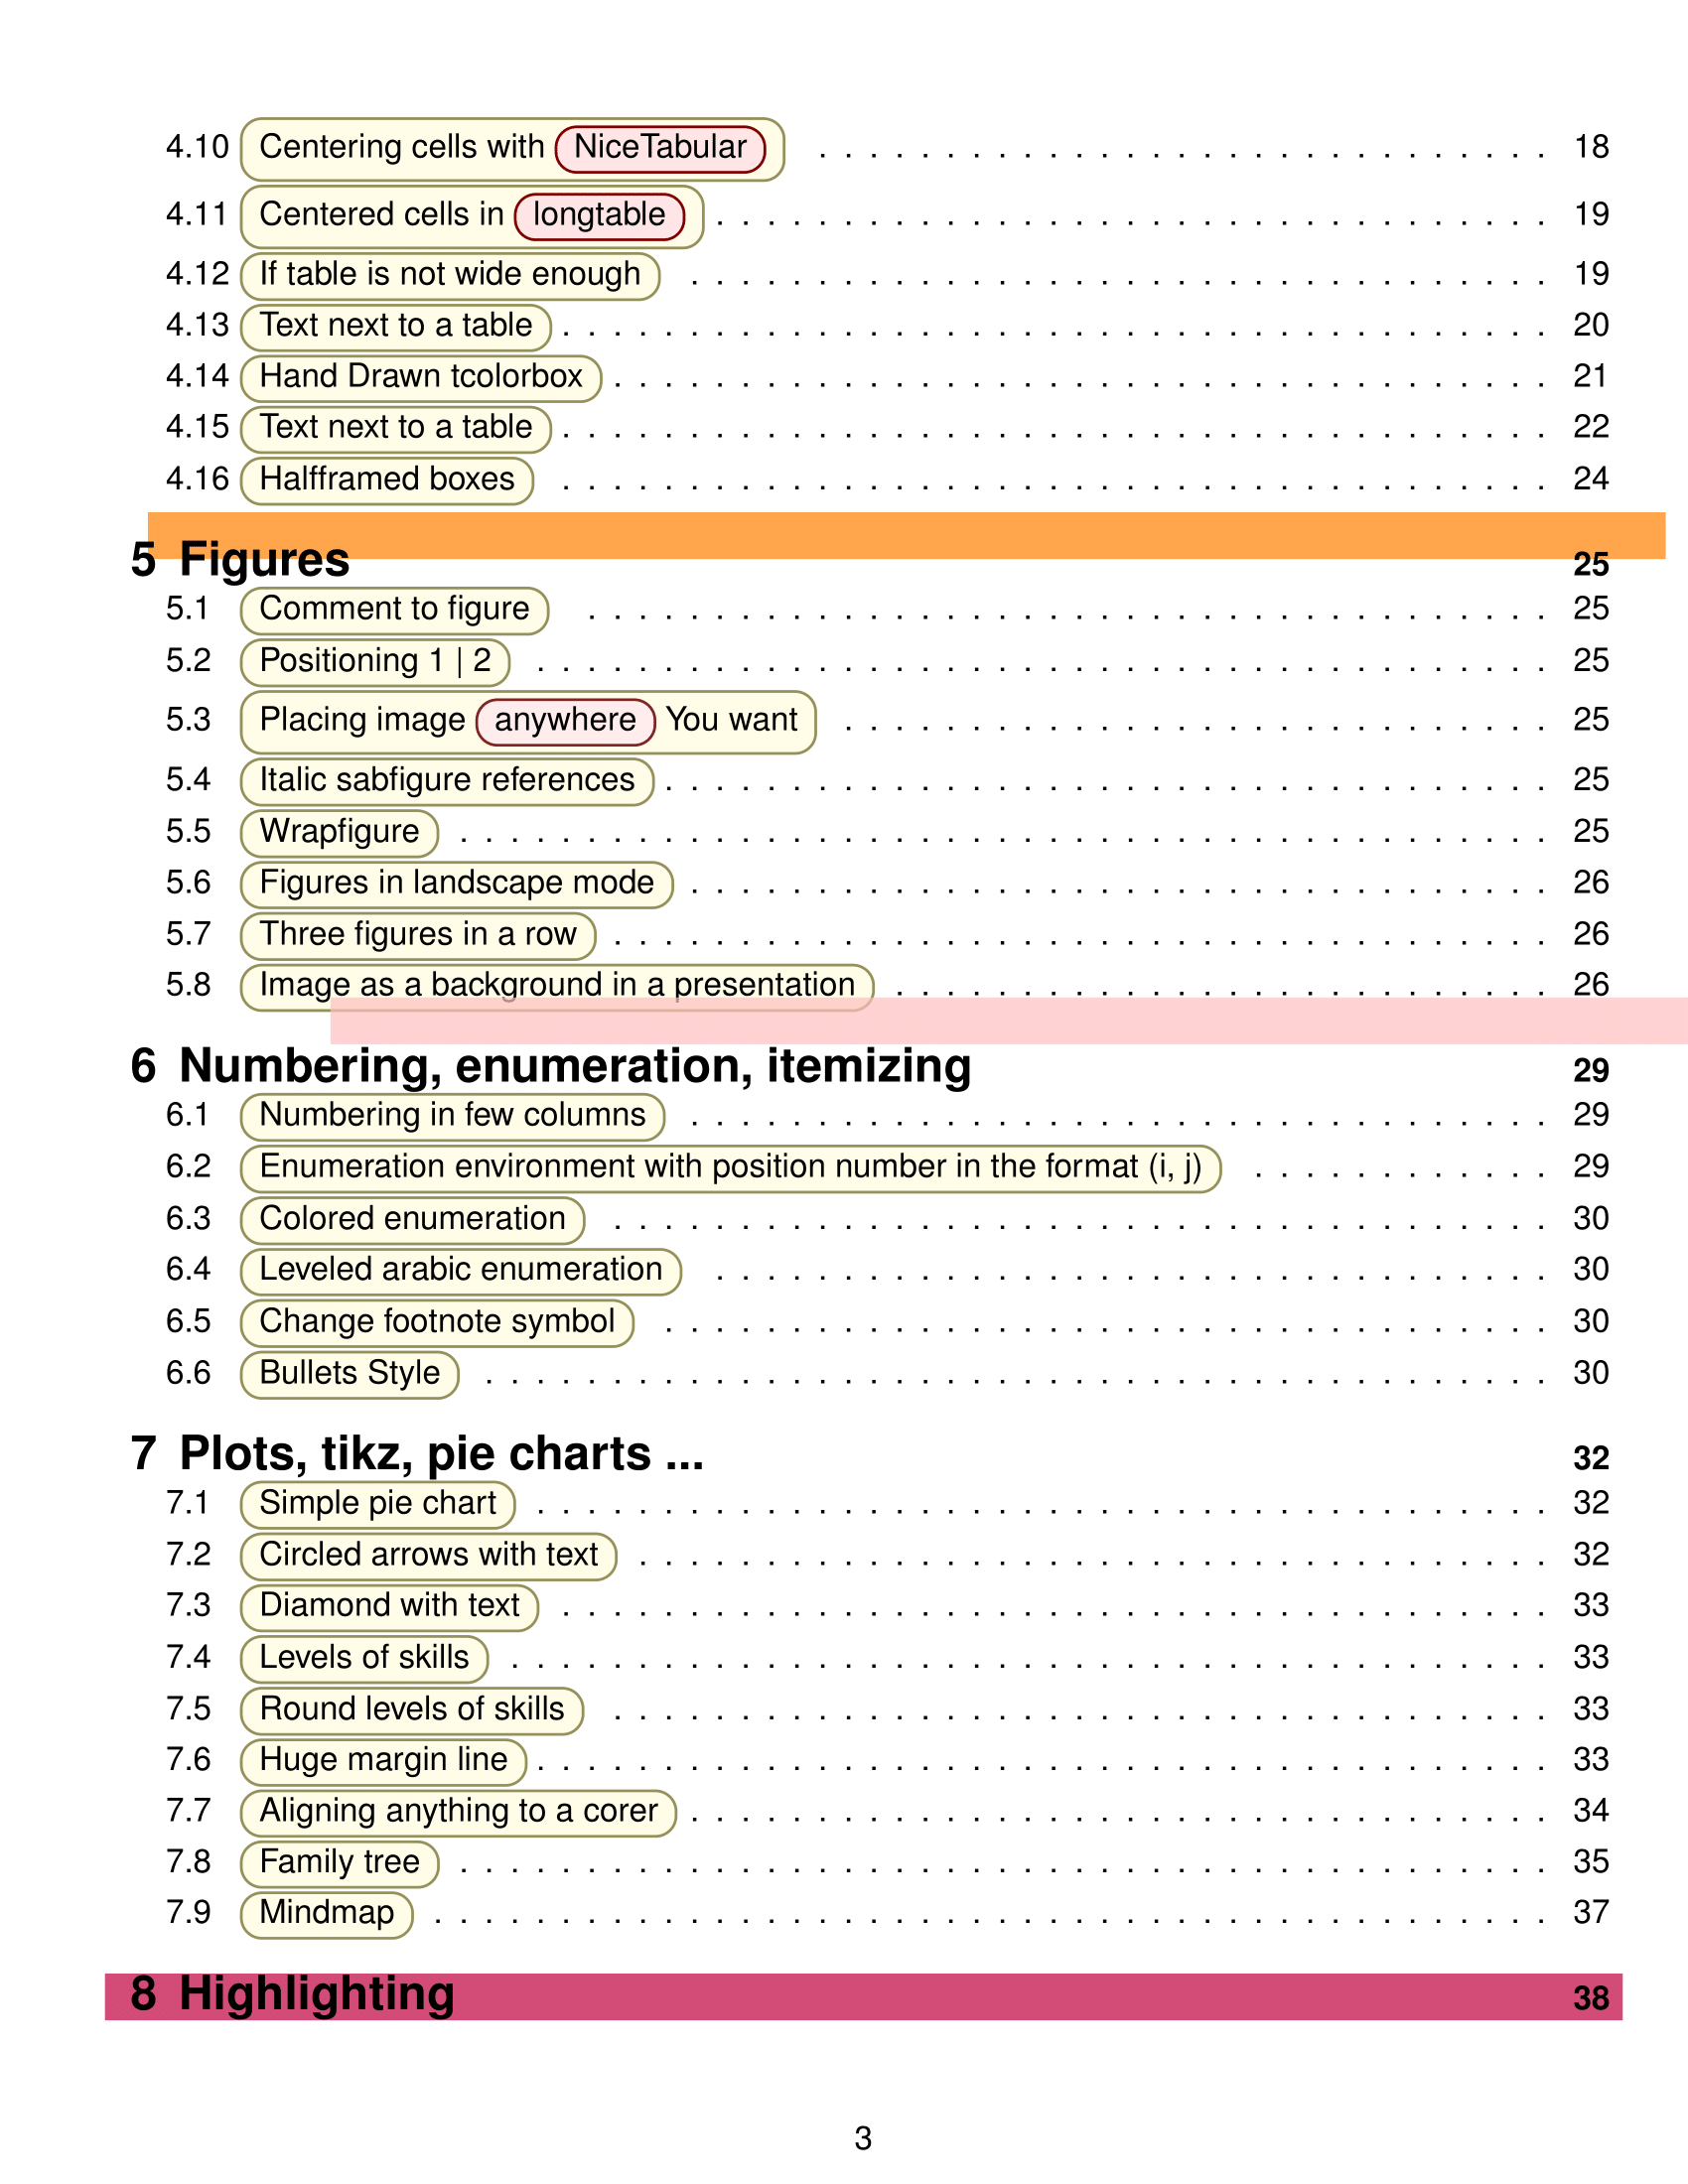 4.10 Centering cells with NiceTabular . . . . . . . . . . . . . . . . . . . . . . . . . . . . . 18
4.11 Centered cells in longtable . . . . . . . . . . . . . . . . . . . . . . . . . . . . . . . . . 19
4.12 If table is not wide enough . . . . . . . . . . . . . . . . . . . . . . . . . . . . . . . . . . 19
4.13 Text next to a table . . . . . . . . . . . . . . . . . . . . . . . . . . . . . . . . . . . . . . . 20
4.14 Hand Drawn tcolorbox . . . . . . . . . . . . . . . . . . . . . . . . . . . . . . . . . . . . . 21
4.15 Text next to a table . . . . . . . . . . . . . . . . . . . . . . . . . . . . . . . . . . . . . . . 22
4.16 Halfframed boxes . . . . . . . . . . . . . . . . . . . . . . . . . . . . . . . . . . . . . . . 24
5 Figures 25
5.1 Comment to figure . . . . . . . . . . . . . . . . . . . . . . . . . . . . . . . . . . . . . . 25
5.2 Positioning 1 | 2 . . . . . . . . . . . . . . . . . . . . . . . . . . . . . . . . . . . . . . . . 25
5.3 Placing image anywhere You want . . . . . . . . . . . . . . . . . . . . . . . . . . . . 25
5.4 Italic sabfigure references . . . . . . . . . . . . . . . . . . . . . . . . . . . . . . . . . . . 25
5.5 Wrapfigure . . . . . . . . . . . . . . . . . . . . . . . . . . . . . . . . . . . . . . . . . . . 25
5.6 Figures in landscape mode . . . . . . . . . . . . . . . . . . . . . . . . . . . . . . . . . . 26
5.7 Three figures in a row . . . . . . . . . . . . . . . . . . . . . . . . . . . . . . . . . . . . . 26
5.8 Image as a background in a presentation . . . . . . . . . . . . . . . . . . . . . . . . . . 26
6 Numbering, enumeration, itemizing 29
6.1 Numbering in few columns . . . . . . . . . . . . . . . . . . . . . . . . . . . . . . . . . . 29
6.2 Enumeration environment with position number in the format (i, j) . . . . . . . . . . . . 29
6.3 Colored enumeration . . . . . . . . . . . . . . . . . . . . . . . . . . . . . . . . . . . . . 30
6.4 Leveled arabic enumeration . . . . . . . . . . . . . . . . . . . . . . . . . . . . . . . . . 30
6.5 Change footnote symbol . . . . . . . . . . . . . . . . . . . . . . . . . . . . . . . . . . . 30
6.6 Bullets Style . . . . . . . . . . . . . . . . . . . . . . . . . . . . . . . . . . . . . . . . . . 30
7 Plots, tikz, pie charts ... 32
7.1 Simple pie chart . . . . . . . . . . . . . . . . . . . . . . . . . . . . . . . . . . . . . . . . 32
7.2 Circled arrows with text . . . . . . . . . . . . . . . . . . . . . . . . . . . . . . . . . . . . 32
7.3 Diamond with text . . . . . . . . . . . . . . . . . . . . . . . . . . . . . . . . . . . . . . . 33
7.4 Levels of skills . . . . . . . . . . . . . . . . . . . . . . . . . . . . . . . . . . . . . . . . . 33
7.5 Round levels of skills . . . . . . . . . . . . . . . . . . . . . . . . . . . . . . . . . . . . . 33
7.6 Huge margin line . . . . . . . . . . . . . . . . . . . . . . . . . . . . . . . . . . . . . . . . 33
7.7 Aligning anything to a corer . . . . . . . . . . . . . . . . . . . . . . . . . . . . . . . . . . 34
7.8 Family tree . . . . . . . . . . . . . . . . . . . . . . . . . . . . . . . . . . . . . . . . . . . 35
7.9 Mindmap . . . . . . . . . . . . . . . . . . . . . . . . . . . . . . . . . . . . . . . . . . . . 37
8 Highlighting 38
3